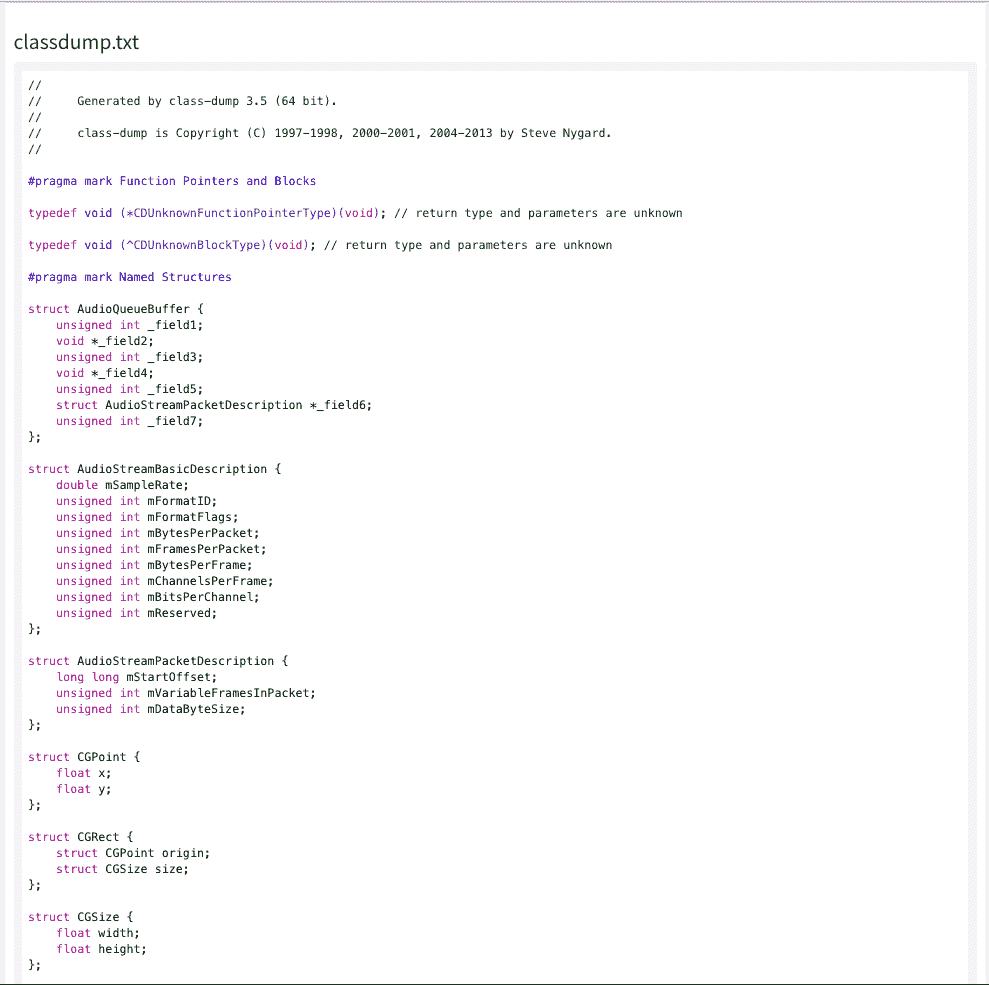 classdump.txt
//
//     Generated by class-dump 3.5 (64 bit).
//
//     class-dump is Copyright (C) 1997-1998, 2000-2001, 2004-2013 by Steve Nygard.
//
#pragma mark Function Pointers and Blocks
typedef void (*CDUnknownFunctionPointerType)(void); // return type and parameters are unknown
typedef void (^CDUnknownBlockType)(void); // return type and parameters are unknown
#pragma mark Named Structures
struct AudioQueueBuffer {
    unsigned int _field1;
    void *_field2;
    unsigned int _field3;
    void *_field4;
    unsigned int _field5;
    struct AudioStreamPacketDescription *_field6;
    unsigned int _field7;
};
struct AudioStreamBasicDescription {
    double mSampleRate;
    unsigned int mFormatID;
    unsigned int mFormatFlags;
    unsigned int mBytesPerPacket;
    unsigned int mFramesPerPacket;
    unsigned int mBytesPerFrame;
    unsigned int mChannelsPerFrame;
    unsigned int mBitsPerChannel;
    unsigned int mReserved;
};
struct AudioStreamPacketDescription {
    long long mStartOffset;
    unsigned int mVariableFramesInPacket;
    unsigned int mDataByteSize;
};
struct CGPoint {
    float x;
    float y;
};
struct CGRect {
    struct CGPoint origin;
    struct CGSize size;
};
struct CGSize {
    float width;
    float height;
};